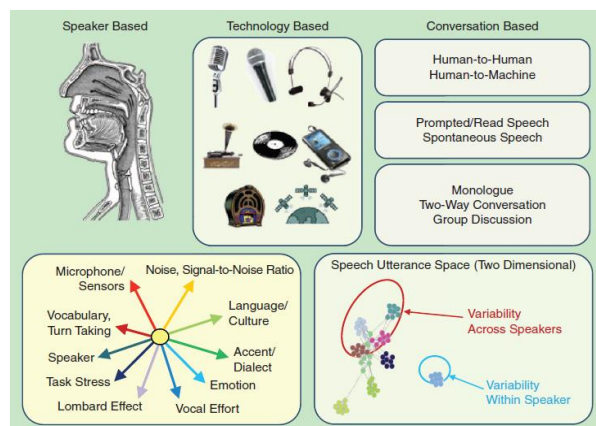 Speaker Based
Technology Based
Conversation Based
Human-to-Human
Human-to-Machine
Prompted/Read Speech
Spontaneous Speech
Monologue
Two-Way Conversation
Group Discussion
Microphone/
Sensors
Noise, Signal-to-Noise Ratio
Vocabulary,
Turn Taking
Language/
Culture
Speaker
Accent/
Dialect
Task Stress
Emotion
Lombard Effect
Vocal Effort
Speech Utterance Space (Two Dimensional)
Variability
Across Speakers
Variability
Within Speaker